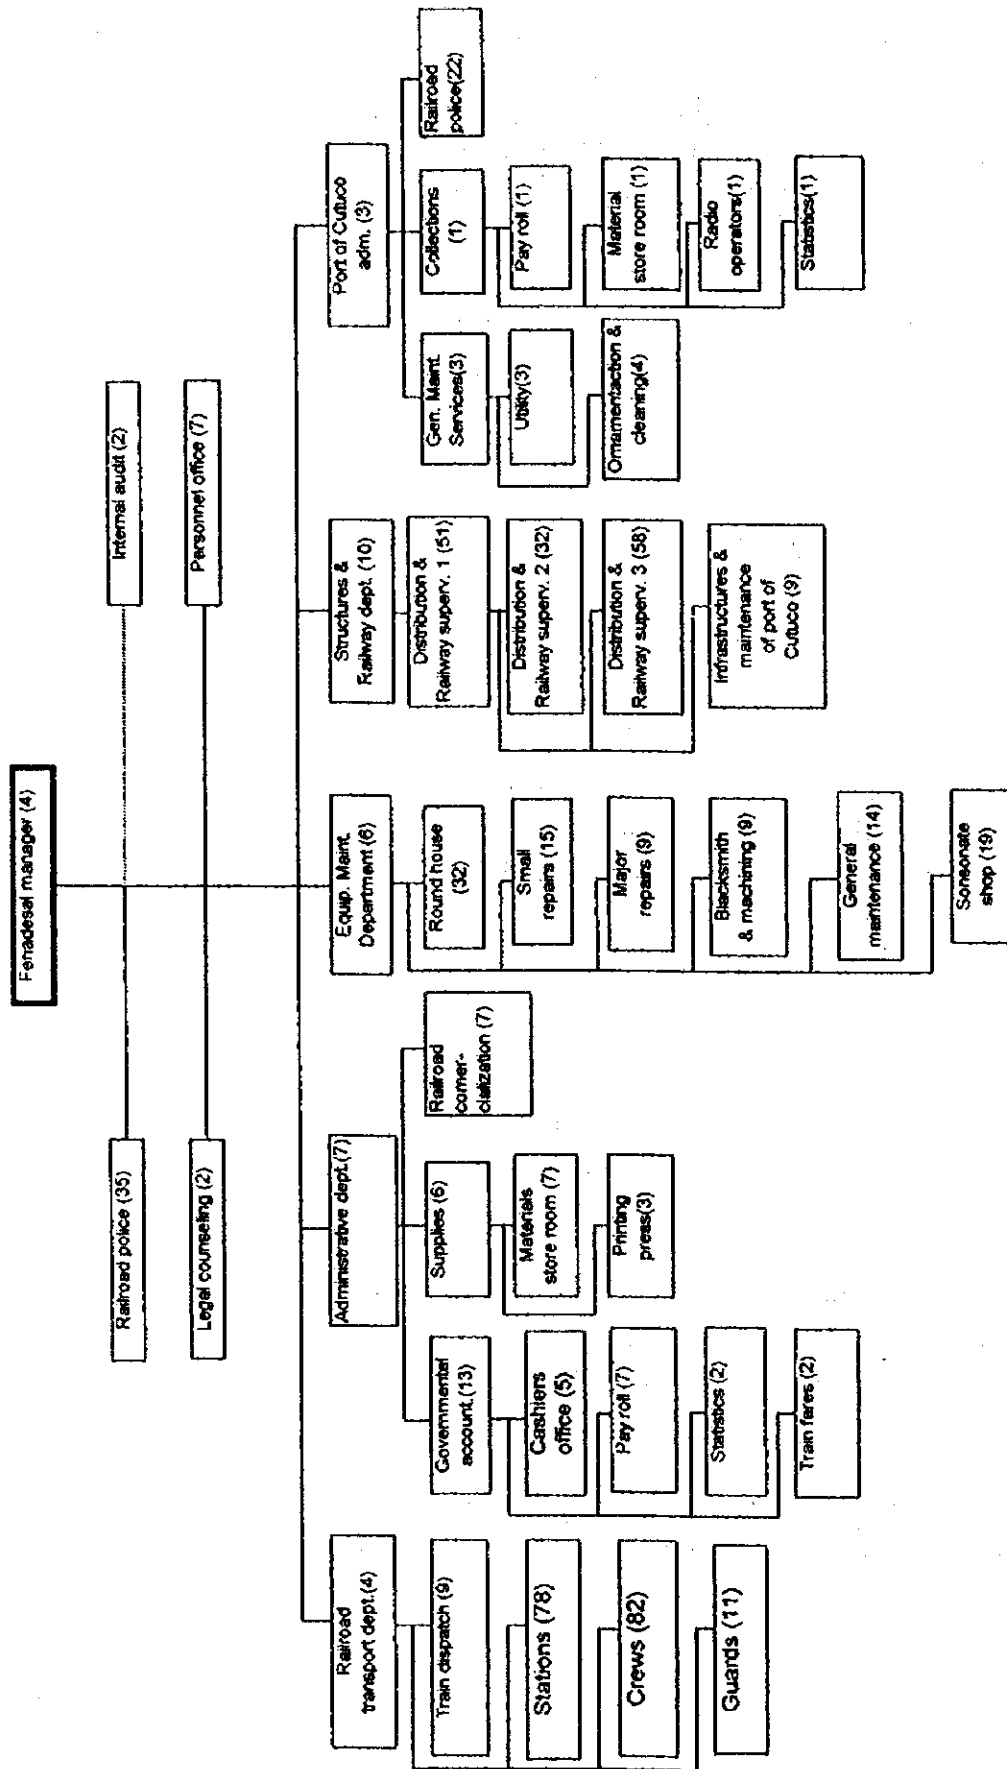 Fenadesal manager (4)
Railroad police (35)
Internal audit (2)
Legal counseling (2)
Personnel office (7)
Railroad
transport dept.(4)
Train dispatch (9)
Stations (78)
Crews (82)
Guards (11)
Administrative dept.(7)
Governmental
account.(13)
Cashiers
office (5)
Pay roll (7)
Statistics (2)
Train fares (2)
Supplies (6)
Materials
store room (7)
Printing
press(3)
Railroad
comer-
cialization (7)
Equip. Maint.
Department (6)
Round house
(32)
Small
repairs (15)
Major
repairs (9)
Blacksmith
& machining (9)
General
maintenance (14)
Sonsonate
shop (19)
Structures &
Railway dept. (10)
Distribution &
Railway superv. 1 (51)
Distribution &
Railway superv. 2 (32)
Distribution &
Railway superv. 3 (58)
Infrastructures &
maintenance
of port of
Cutuco (9)
Port of Cutuco
adm. (3)
Gen. Maint.
Services(3)
Utility(3)
Ornamentaction &
cleaning(4)
Collections
(1)
Pay roll (1)
Material
store room (1)
Radio
operators(1)
Statistics(1)
Railroad
police(22)